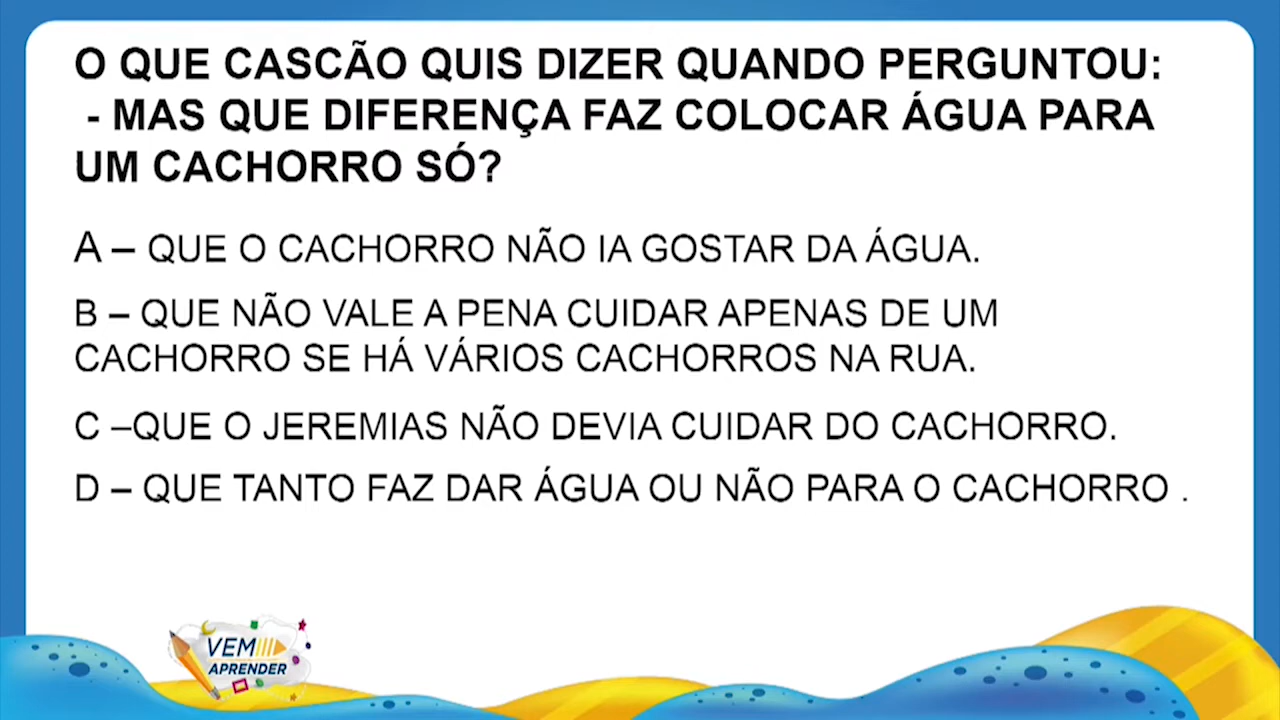 O QUE CASCÃO QUIS DIZER QUANDO PERGUNTOU:
- MAS QUE DIFERENÇA FAZ COLOCAR ÁGUA PARA
UM CACHORRO SÓ?
A – QUE O CACHORRO NÃO IA GOSTAR DA ÁGUA.
B – QUE NÃO VALE A PENA CUIDAR APENAS DE UM
CACHORRO SE HÁ VÁRIOS CACHORROS NA RUA.
C –QUE O JEREMIAS NÃO DEVIA CUIDAR DO CACHORRO.
D – QUE TANTO FAZ DAR ÁGUA OU NÃO PARA O CACHORRO .
VEM
APRENDER